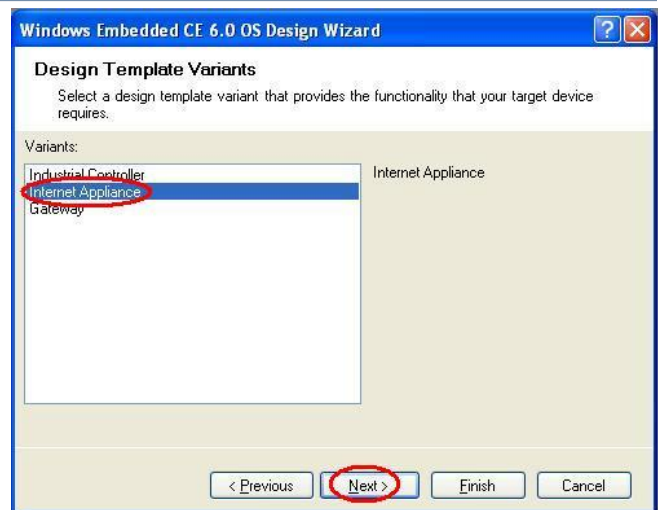 Windows Embedded CE 6.0 OS Design Wizard
Design Template Variants
Select a design template variant that provides the functionality that your target device
requires.
Variants:
Industrial Controller
Internet Appliance
Gateway
Internet Appliance
< Previous
Next >
Finish
Cancel